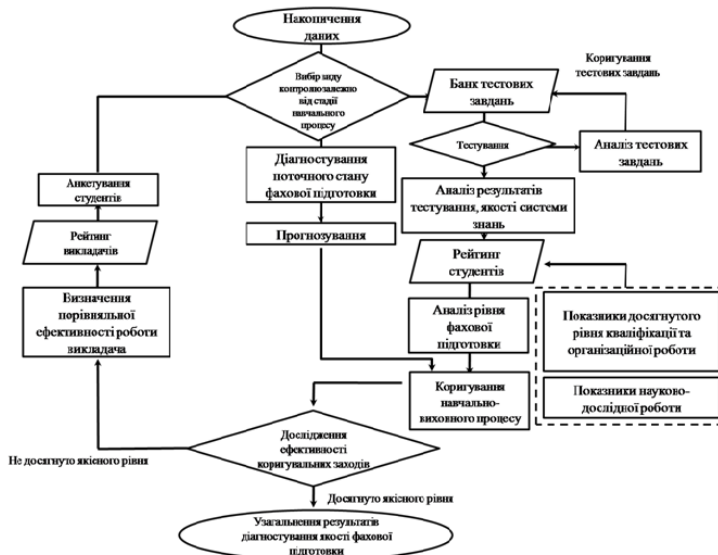 Накопичення
даних
Вибір виду
контролюзалежно
від стадії
навчального
процесу
Коригування
тестових завдань
Банк тестових
завдань
Тестування
Аналіз тестових
завдань
Діагностування
поточного стану
фахової підготовки
Аналіз результатів
тестування, якості системи
знань
Анкетування
студентів
Прогнозування
Рейтинг
викладачів
Рейтинг
студентів
Визначення
порівняльної
ефективності роботи
викладача
Аналіз рівня
фахової
підготовки
Показники досягнутого
рівня кваліфікації та
організаційної роботи
Показники науково-
дослідної роботи
Коригування
навчально-
виховного процесу
Дослідження
ефективності
коригувальних заходів
Не досягнуто якісного рівня
Досягнуто якісного рівня
Узагальнення результатів
діагностування якості фахової
підготовки